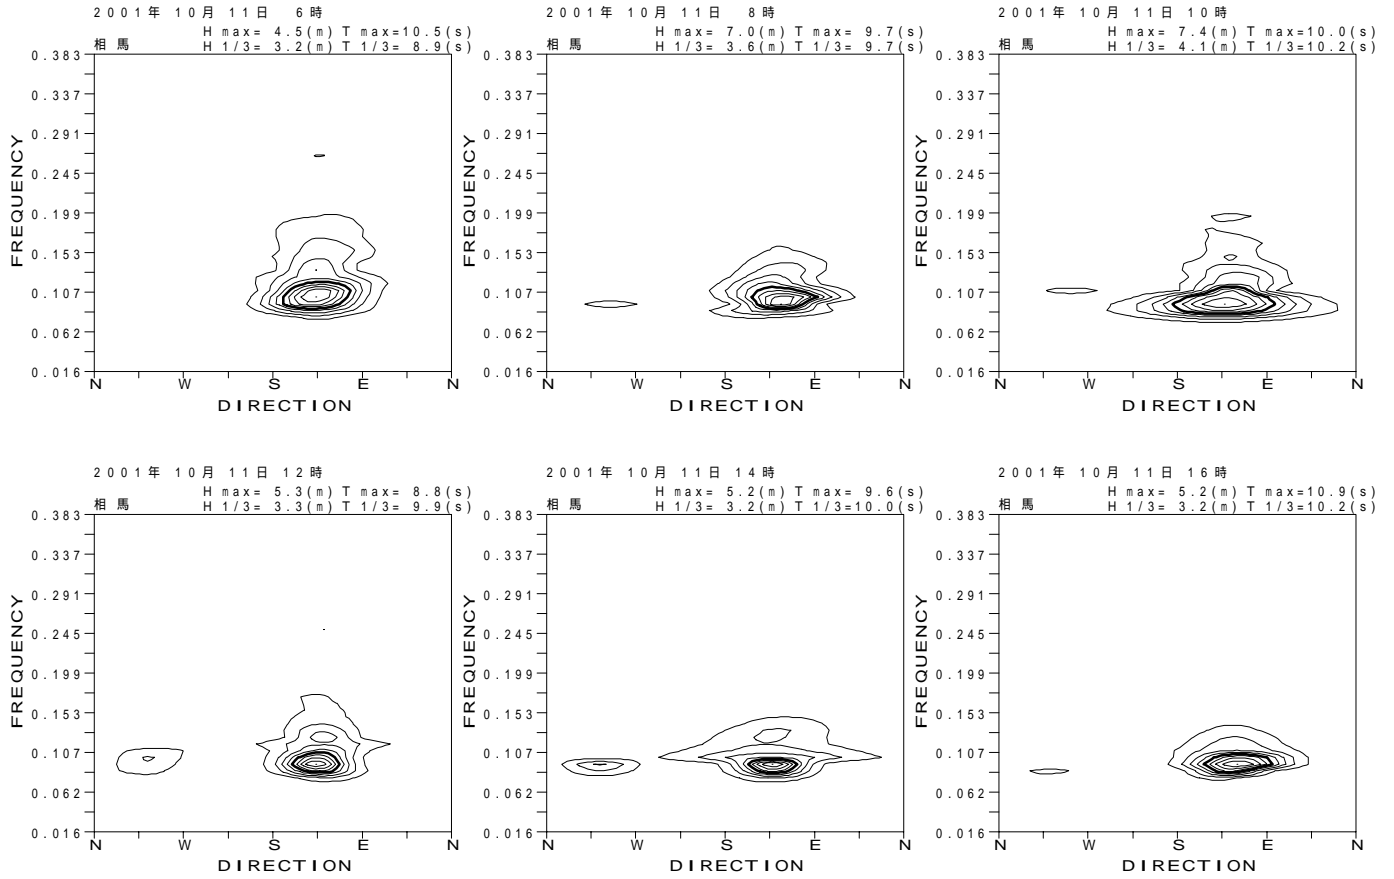 2001年 10月 11日 6時
H max= 4.5(m) T max=10.5(s)
相馬 H 1/3= 3.2(m) T 1/3= 8.9(s)
0.383
0.337
0.291
0.245
0.199
0.153
0.107
0.062
0.016
FREQUENCY
N W S E N
DIRECTION
2001年 10月 11日 8時
H max= 7.0(m) T max= 9.7(s)
相馬 H 1/3= 3.6(m) T 1/3= 9.7(s)
0.383
0.337
0.291
0.245
0.199
0.153
0.107
0.062
0.016
FREQUENCY
N W S E N
DIRECTION
2001年 10月 11日 10時
H max= 7.4(m) T max=10.0(s)
相馬 H 1/3= 4.1(m) T 1/3=10.2(s)
0.383
0.337
0.291
0.245
0.199
0.153
0.107
0.062
0.016
FREQUENCY
N W S E N
DIRECTION
2001年 10月 11日 12時
H max= 5.3(m) T max= 8.8(s)
相馬 H 1/3= 3.3(m) T 1/3= 9.9(s)
0.383
0.337
0.291
0.245
0.199
0.153
0.107
0.062
0.016
FREQUENCY
N W S E N
DIRECTION
2001年 10月 11日 14時
H max= 5.2(m) T max= 9.6(s)
相馬 H 1/3= 3.2(m) T 1/3=10.0(s)
0.383
0.337
0.291
0.245
0.199
0.153
0.107
0.062
0.016
FREQUENCY
N W S E N
DIRECTION
2001年 10月 11日 16時
H max= 5.2(m) T max=10.9(s)
相馬 H 1/3= 3.2(m) T 1/3=10.2(s)
0.383
0.337
0.291
0.245
0.199
0.153
0.107
0.062
0.016
FREQUENCY
N W S E N
DIRECTION